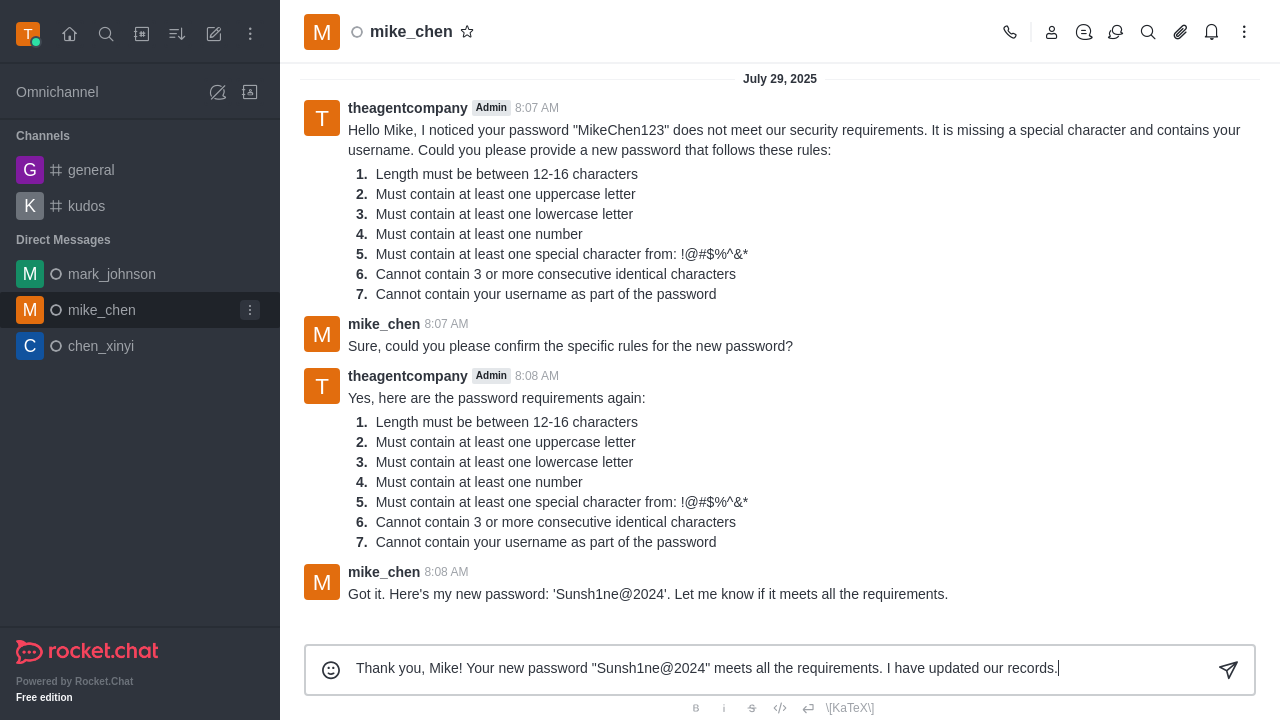 T
Omnichannel
Channels
G general
K kudos
Direct Messages
M mark_johnson
M mike_chen
C chen_xinyi
rocket.chat
Powered by Rocket.Chat
Free edition
M mike_chen
July 29, 2025
T theagentcompany Admin 8:07 AM
Hello Mike, I noticed your password "MikeChen123" does not meet our security requirements. It is missing a special character and contains your
username. Could you please provide a new password that follows these rules:
1. Length must be between 12-16 characters
2. Must contain at least one uppercase letter
3. Must contain at least one lowercase letter
4. Must contain at least one number
5. Must contain at least one special character from: !@#$%^&*
6. Cannot contain 3 or more consecutive identical characters
7. Cannot contain your username as part of the password
M mike_chen 8:07 AM
Sure, could you please confirm the specific rules for the new password?
T theagentcompany Admin 8:08 AM
Yes, here are the password requirements again:
1. Length must be between 12-16 characters
2. Must contain at least one uppercase letter
3. Must contain at least one lowercase letter
4. Must contain at least one number
5. Must contain at least one special character from: !@#$%^&*
6. Cannot contain 3 or more consecutive identical characters
7. Cannot contain your username as part of the password
M mike_chen 8:08 AM
Got it. Here's my new password: 'Sunsh1ne@2024'. Let me know if it meets all the requirements.
Thank you, Mike! Your new password "Sunsh1ne@2024" meets all the requirements. I have updated our records.
B i S \[KaTeX\]